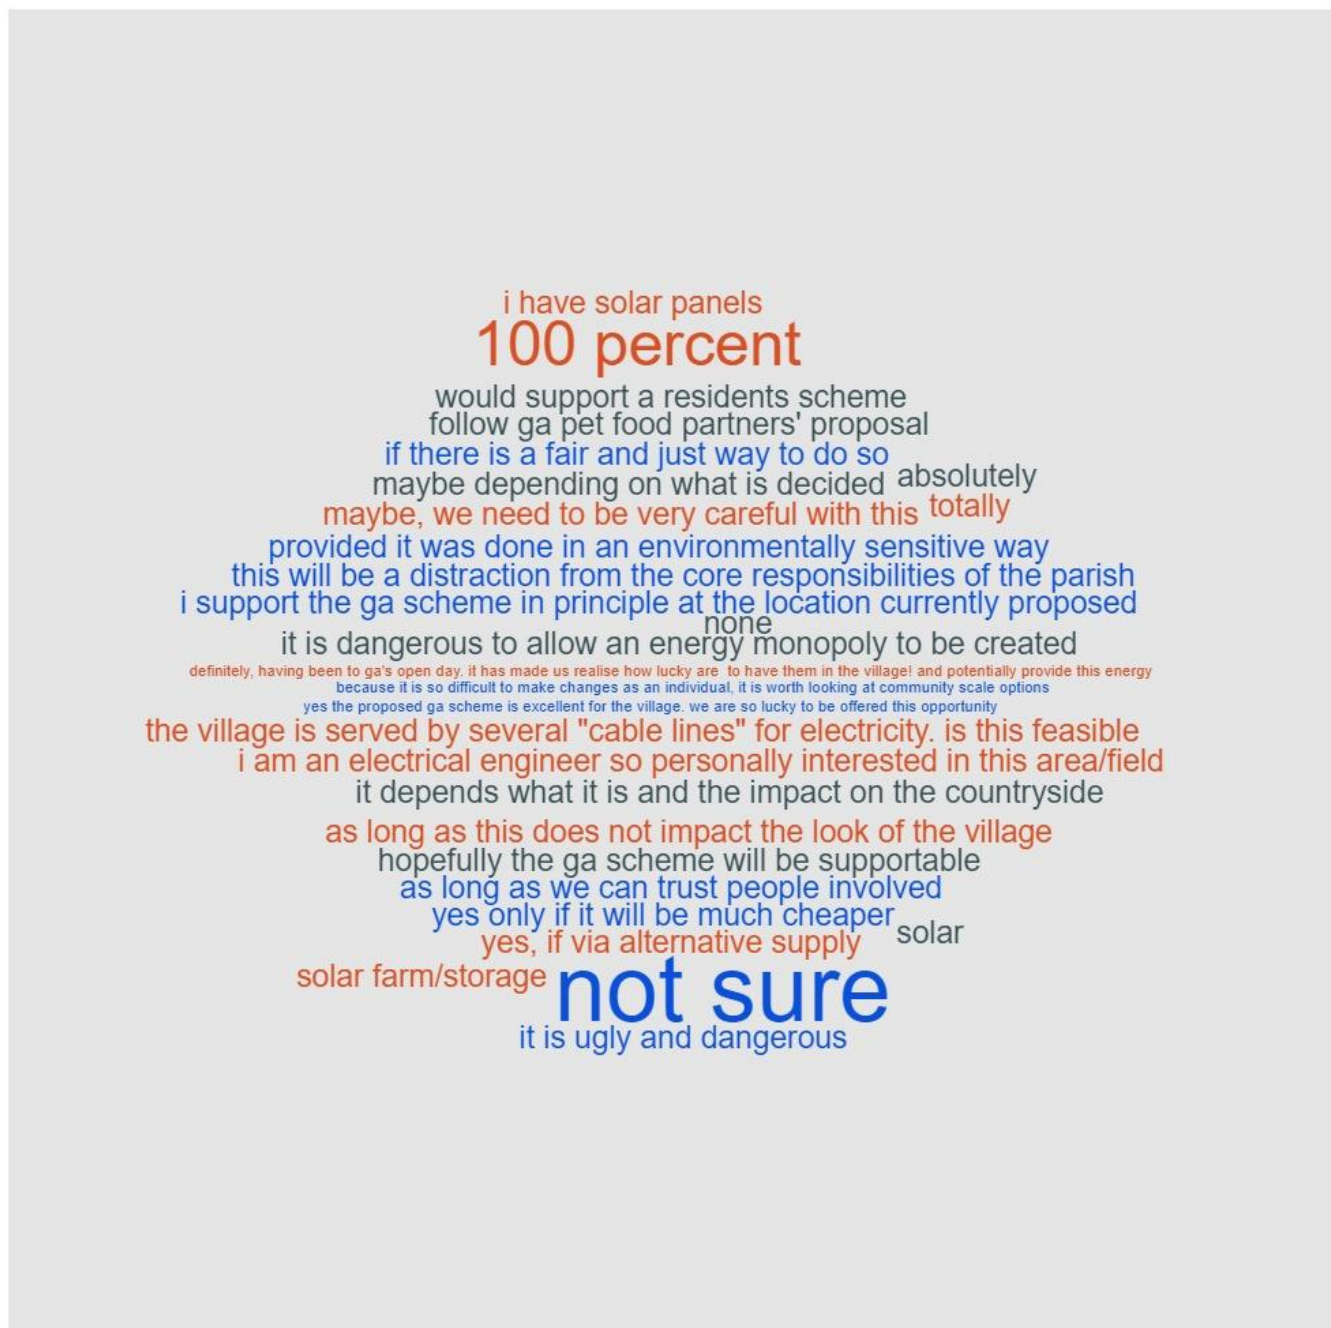 i have solar panels
100 percent
would support a residents scheme
follow ga pet food partners' proposal
if there is a fair and just way to do so
maybe depending on what is decided
absolutely
maybe, we need to be very careful with this
totally
provided it was done in an environmentally sensitive way
this will be a distraction from the core responsibilities of the parish
i support the ga scheme in principle at the location currently proposed
none
it is dangerous to allow an energy monopoly to be created
definitely, having been to ga's open day. it has made us realise how lucky are  to have them in the village! and potentially provide this energy
because it is so difficult to make changes as an individual, it is worth looking at community scale options
yes the proposed ga scheme is excellent for the village. we are so lucky to be offered this opportunity
the village is served by several "cable lines" for electricity. is this feasible
i am an electrical engineer so personally interested in this area/field
it depends what it is and the impact on the countryside
as long as this does not impact the look of the village
hopefully the ga scheme will be supportable
as long as we can trust people involved
yes only if it will be much cheaper
solar
yes, if via alternative supply
solar farm/storage
not sure
it is ugly and dangerous